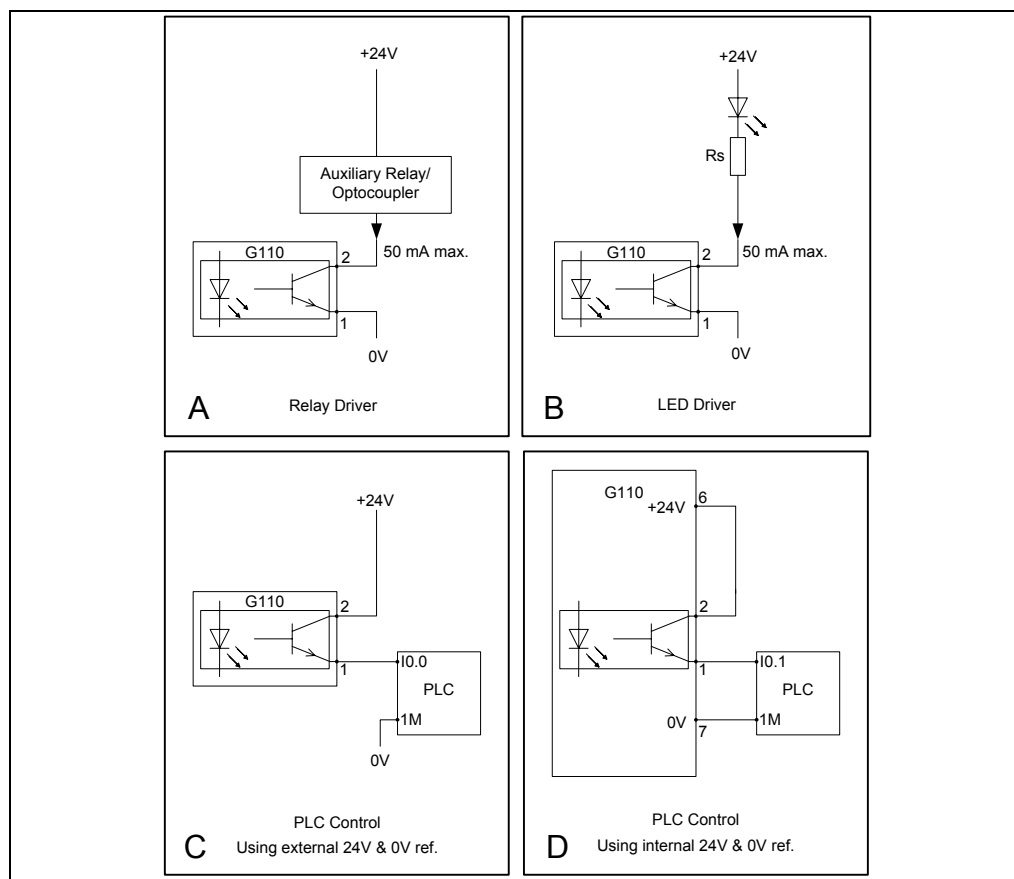 +24V
Auxiliary Relay/
Optocoupler
G110
2
50 mA max.
1
0V
A
Relay Driver
+24V
Rs
G110
2
50 mA max.
1
0V
B
LED Driver
+24V
G110
2
1
I0.0
PLC
1M
0V
PLC Control
C
Using external 24V & 0V ref.
G110
6
+24V
2
1
I0.1
PLC
0V
1M
7
PLC Control
D
Using internal 24V & 0V ref.